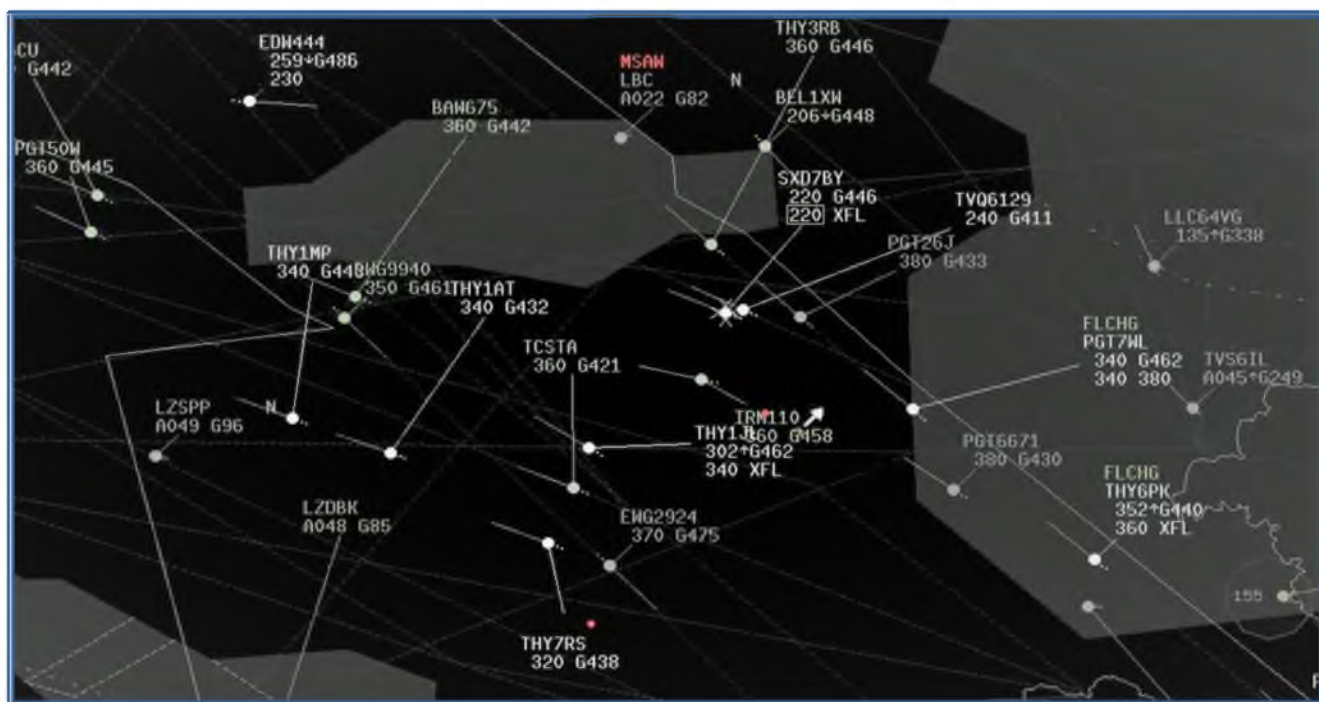 CU
G442
EDW444
259↓G486
230
MSAW
LBC
A022 G82
N
THY3RB
360 G446
BAW675
360 G442
BEL1XW
206↓G448
PGT50W
360 G445
SXD7BY
220 G446
220 XFL
TVQ6129
240 G411
LLC64VG
135↑G338
PGT26J
380 G433
THY1MP
340 G443
EWG9940
350 G461
THY1AT
340 G432
TCSTA
360 G421
FLCHG
PGT7WL
340 G462
340 380
TVS6IL
A045↑G249
LZSPP
A049 G96
N
TRM110
360 G458
THY1JL
302↑G462
340 XFL
PGT6671
380 G430
FLCHG
THY6PK
352↑G440
360 XFL
LZDBK
A048 G85
EWG2924
370 G475
155
THY7RS
320 G438